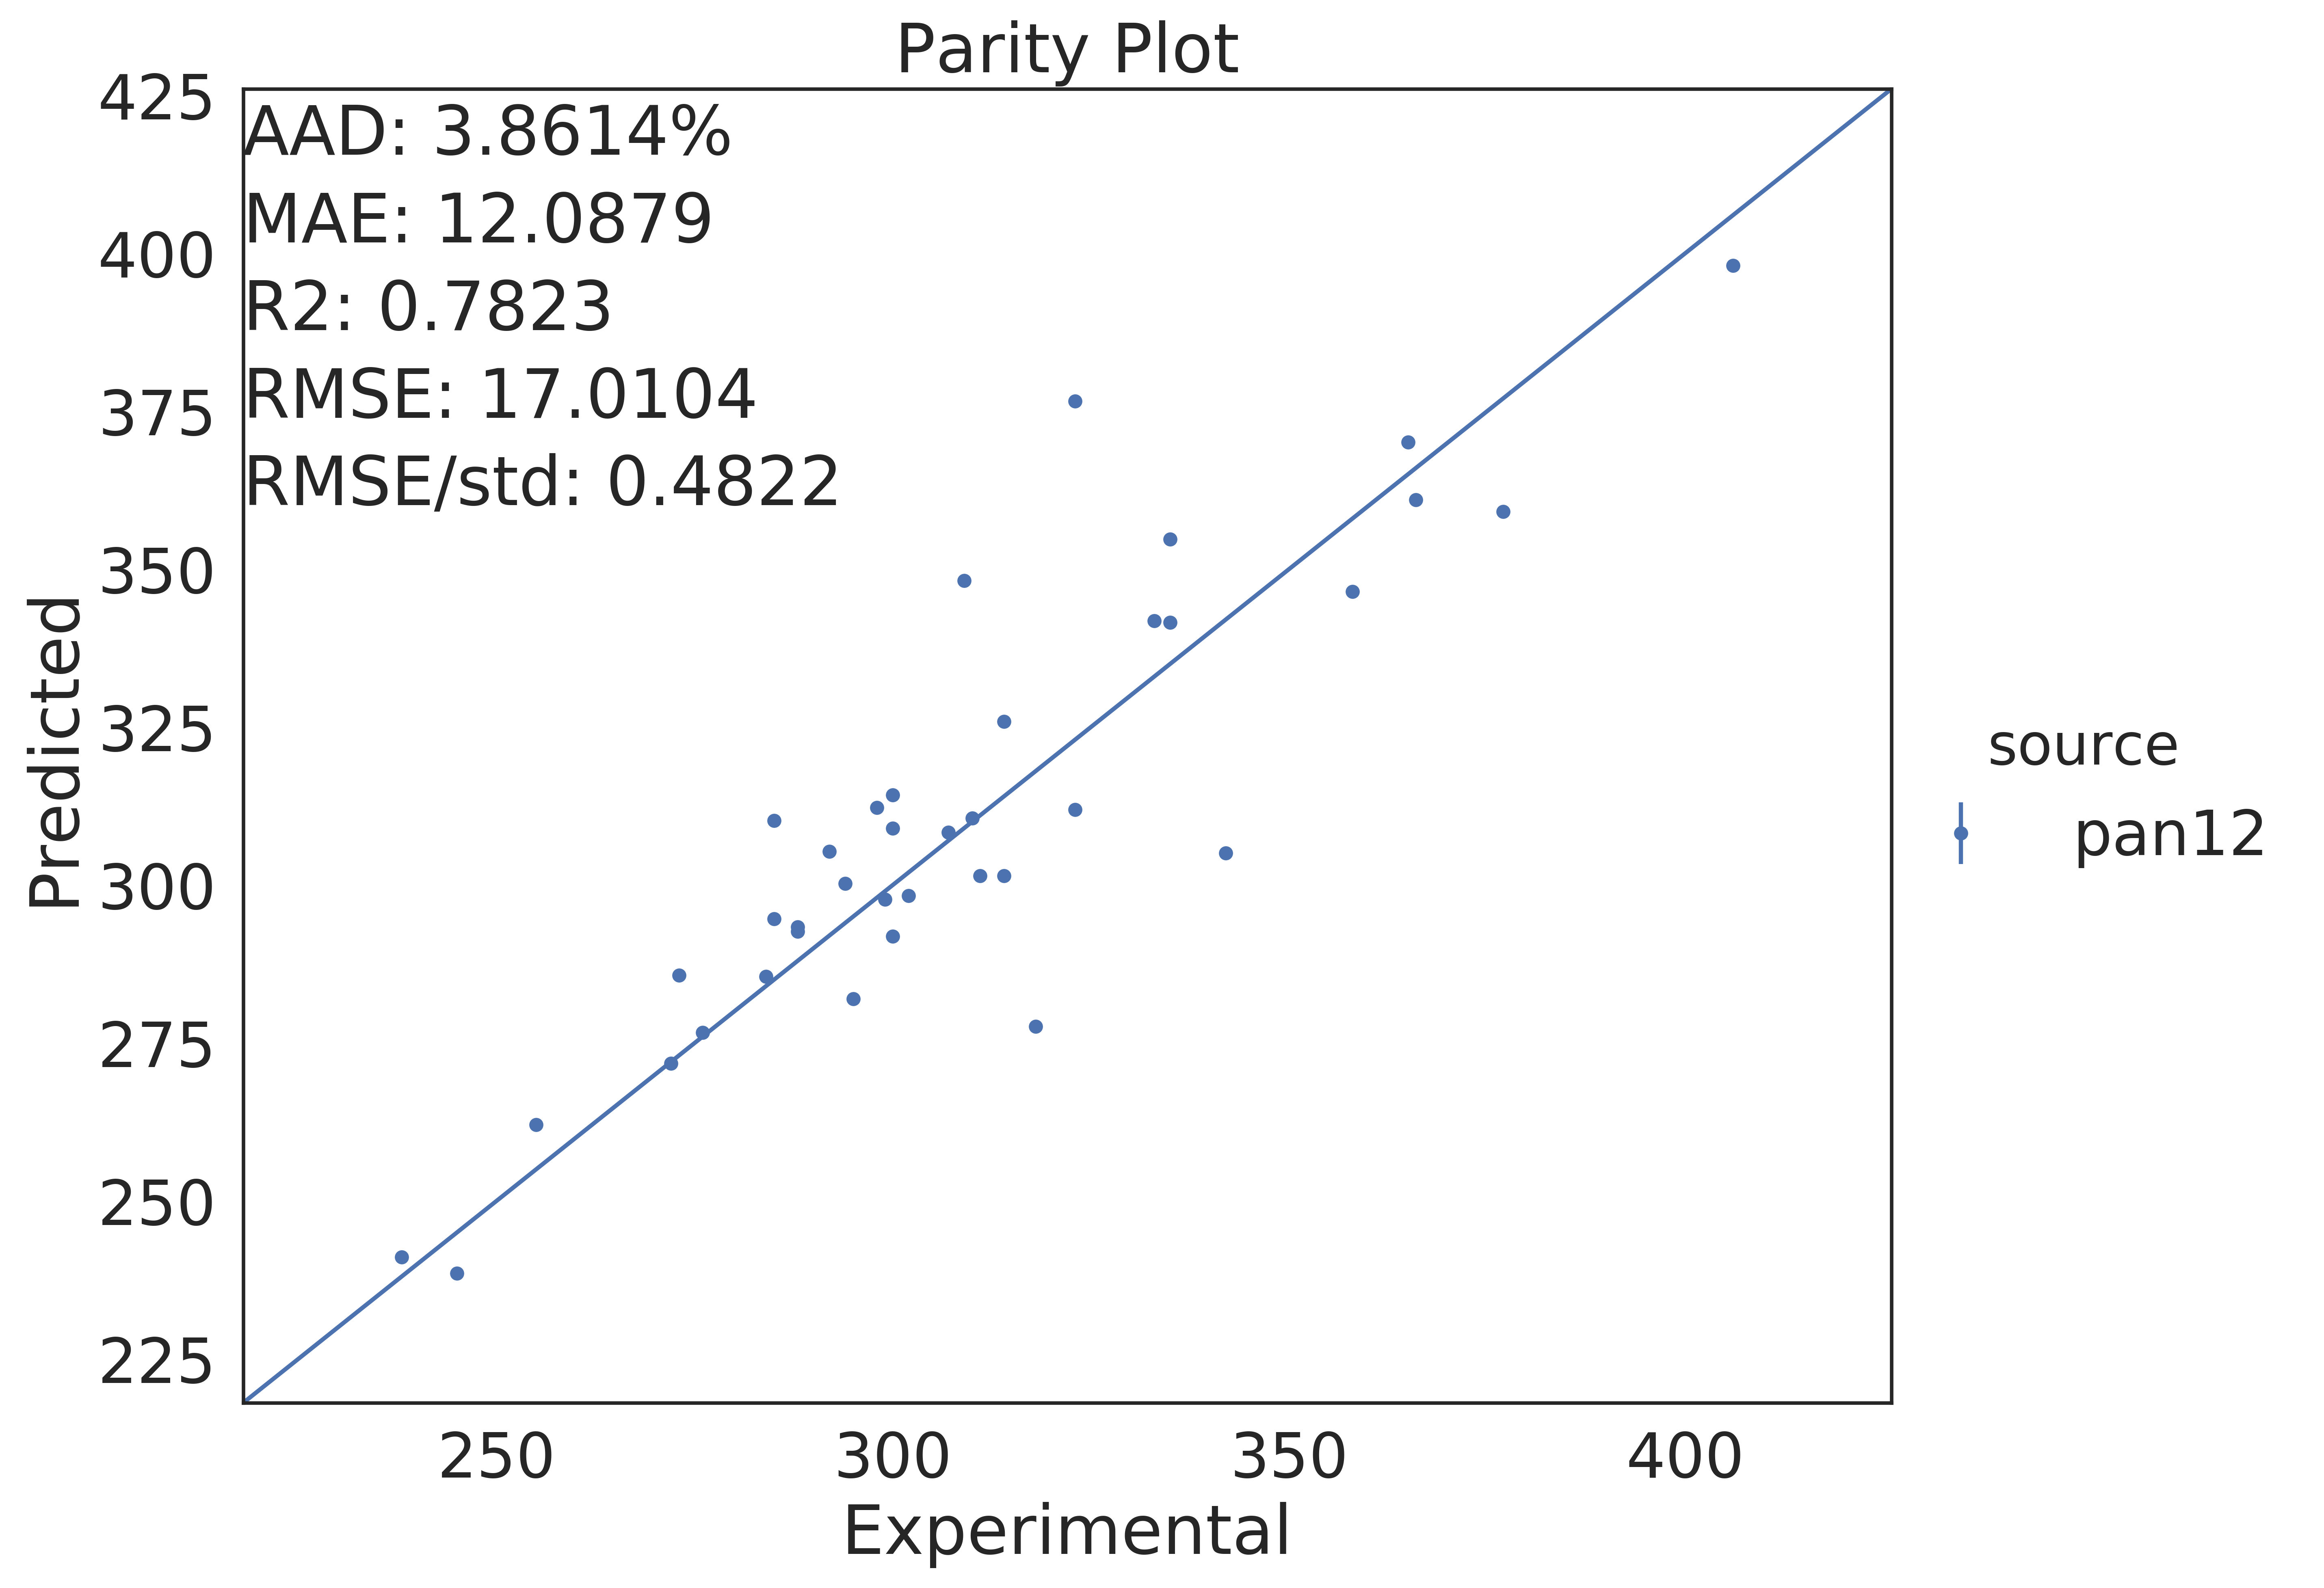 Parity Plot
AAD: 3.8614%
MAE: 12.0879
R2: 0.7823
RMSE: 17.0104
RMSE/std: 0.4822
425
400
375
350
325
300
275
250
225
Predicted
250 300 350 400
Experimental
source
pan12